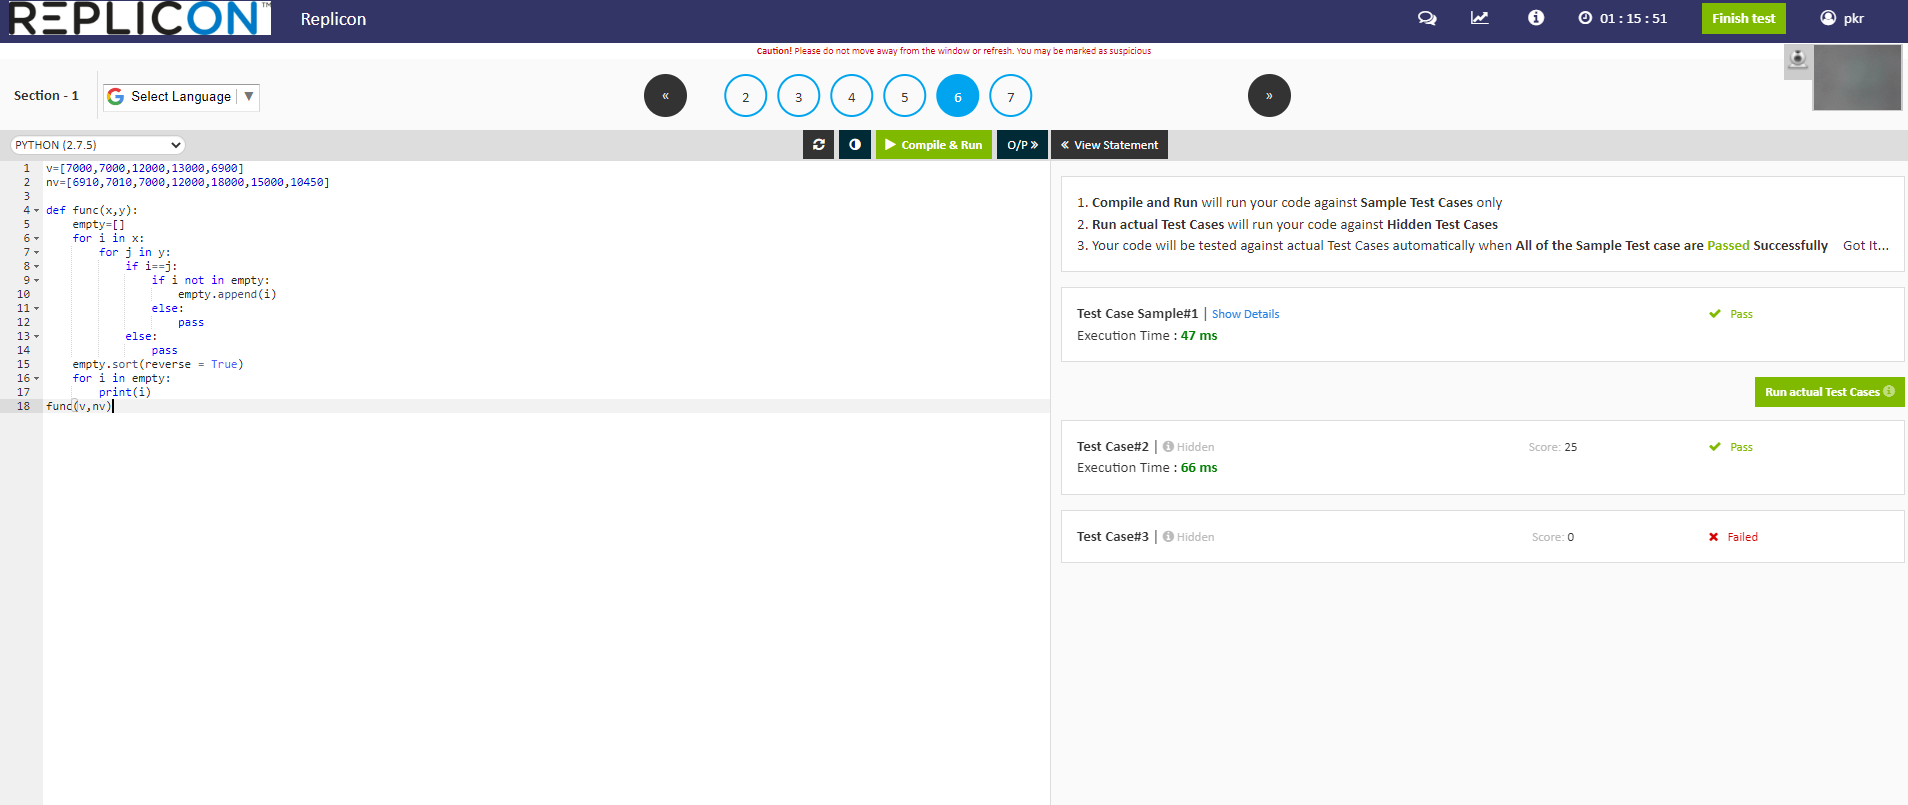 REPLICON™
Replicon
01 : 15 : 51
Finish test
pkr
Caution! Please do not move away from the window or refresh. You may be marked as suspicious
Section - 1
G Select Language ▼
« 2 3 4 5 6 7 »
PYTHON (2.7.5)
Compile & Run
O/P »
« View Statement
1 v=[7000,7000,12000,13000,6900]
2 nv=[6910,7010,7000,12000,18000,15000,10450]
3
4 def func(x,y):
5     empty=[]
6     for i in x:
7         for j in y:
8             if i==j:
9                 if i not in empty:
10                     empty.append(i)
11                 else:
12                     pass
13             else:
14                 pass
15     empty.sort(reverse = True)
16     for i in empty:
17         print(i)
18 func(v,nv)
1. Compile and Run will run your code against Sample Test Cases only
2. Run actual Test Cases will run your code against Hidden Test Cases
3. Your code will be tested against actual Test Cases automatically when All of the Sample Test case are Passed Successfully Got It...
Test Case Sample#1 | Show Details Pass
Execution Time : 47 ms
Run actual Test Cases
Test Case#2 | Hidden Score: 25 Pass
Execution Time : 66 ms
Test Case#3 | Hidden Score: 0 Failed